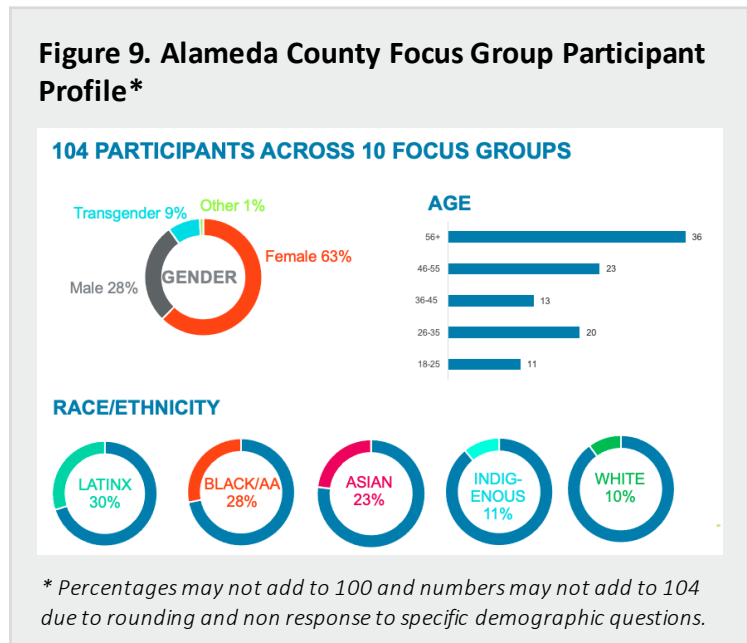 Figure 9. Alameda County Focus Group Participant
Profile*
104 PARTICIPANTS ACROSS 10 FOCUS GROUPS
Transgender 9%
Other 1%
Female 63%
Male 28%
GENDER
AGE
56+ 36
46-55 23
36-45 13
26-35 20
18-25 11
RACE/ETHNICITY
LATINX
30%
BLACK/AA
28%
ASIAN
23%
INDIG-
ENOUS
11%
WHITE
10%
* Percentages may not add to 100 and numbers may not add to 104
due to rounding and non response to specific demographic questions.